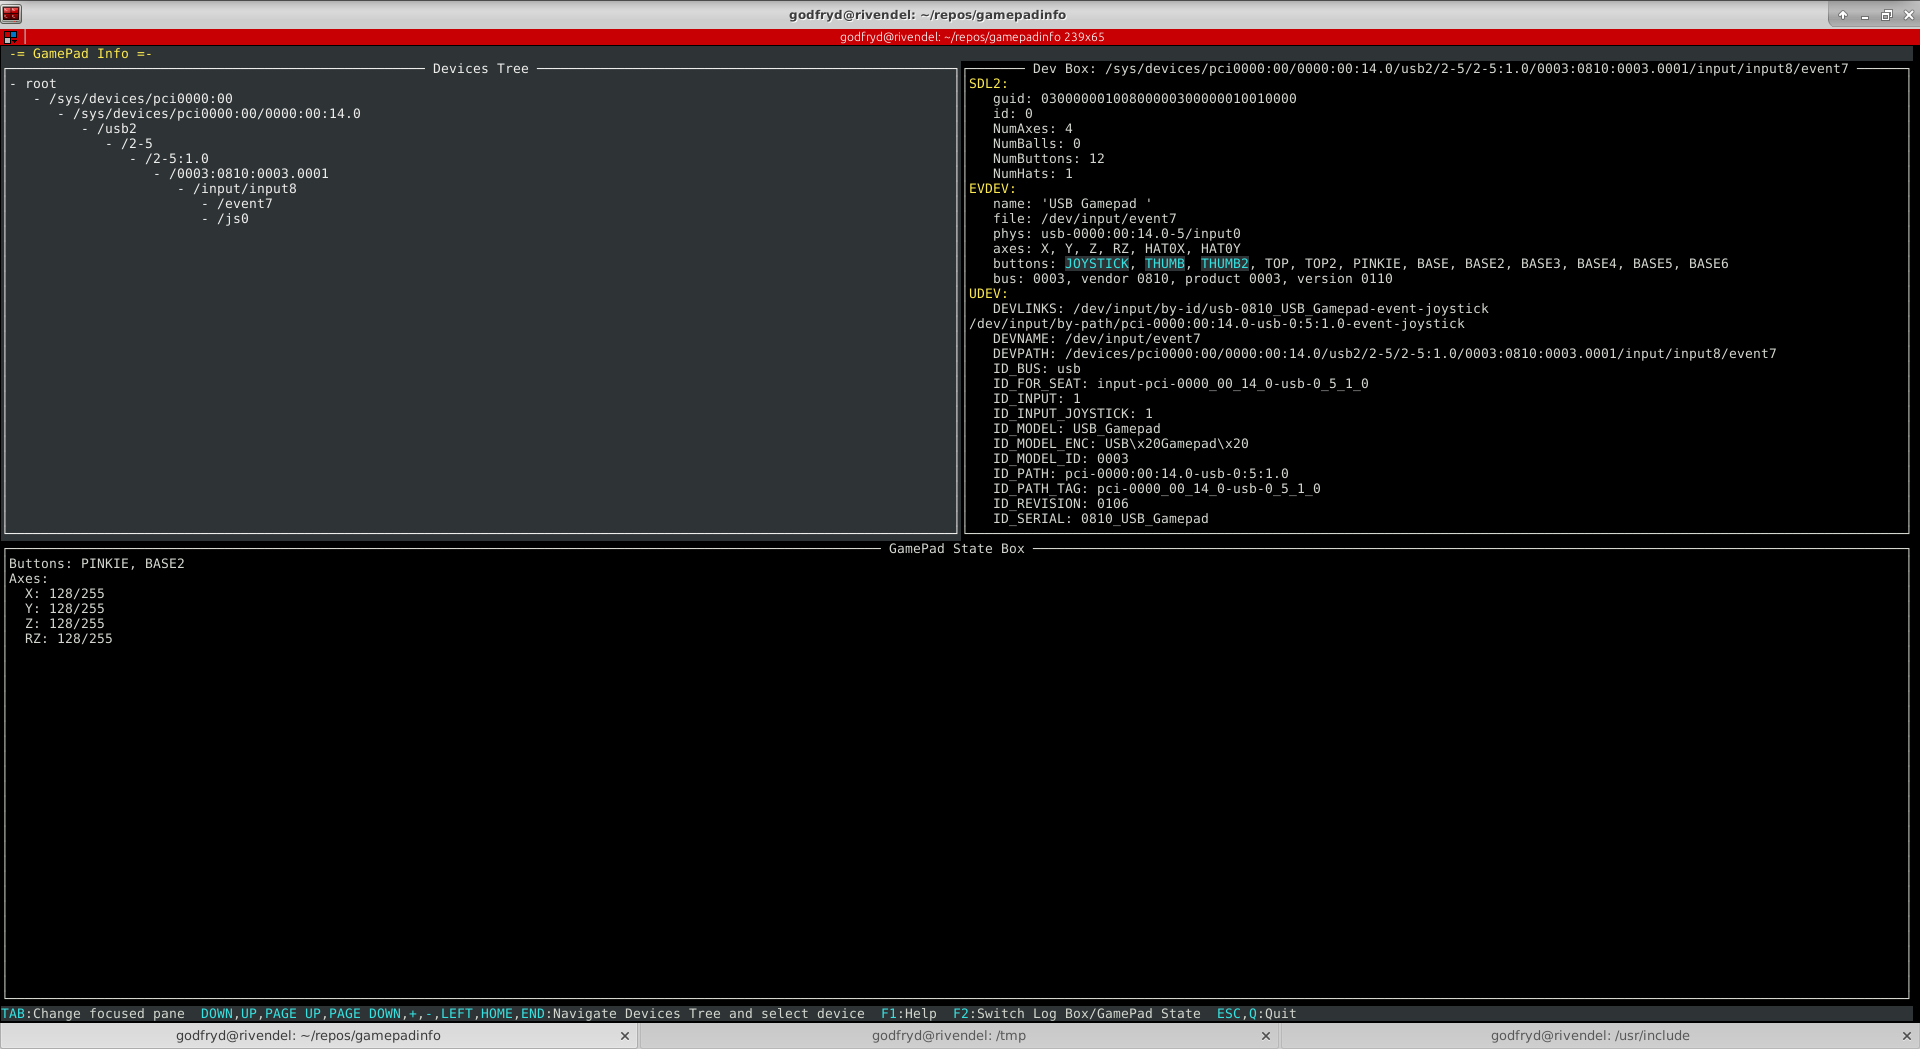 godfryd@rivendel: ~/repos/gamepadinfo
godfryd@rivendel: ~/repos/gamepadinfo 239x65
-= GamePad Info =-
Devices Tree
- root
- /sys/devices/pci0000:00
- /sys/devices/pci0000:00/0000:00:14.0
- /usb2
- /2-5
- /2-5:1.0
- /0003:0810:0003.0001
- /input/input8
- /event7
- /js0
Dev Box: /sys/devices/pci0000:00/0000:00:14.0/usb2/2-5/2-5:1.0/0003:0810:0003.0001/input/input8/event7
SDL2:
guid: 03000000100800000300000010010000
id: 0
NumAxes: 4
NumBalls: 0
NumButtons: 12
NumHats: 1
EVDEV:
name: 'USB Gamepad '
file: /dev/input/event7
phys: usb-0000:00:14.0-5/input0
axes: X, Y, Z, RZ, HAT0X, HAT0Y
buttons: JOYSTICK, THUMB, THUMB2, TOP, TOP2, PINKIE, BASE, BASE2, BASE3, BASE4, BASE5, BASE6
bus: 0003, vendor 0810, product 0003, version 0110
UDEV:
DEVLINKS: /dev/input/by-id/usb-0810_USB_Gamepad-event-joystick
/dev/input/by-path/pci-0000:00:14.0-usb-0:5:1.0-event-joystick
DEVNAME: /dev/input/event7
DEVPATH: /devices/pci0000:00/0000:00:14.0/usb2/2-5/2-5:1.0/0003:0810:0003.0001/input/input8/event7
ID_BUS: usb
ID_FOR_SEAT: input-pci-0000_00_14_0-usb-0_5_1_0
ID_INPUT: 1
ID_INPUT_JOYSTICK: 1
ID_MODEL: USB_Gamepad
ID_MODEL_ENC: USB\x20Gamepad\x20
ID_MODEL_ID: 0003
ID_PATH: pci-0000:00:14.0-usb-0:5:1.0
ID_PATH_TAG: pci-0000_00_14_0-usb-0_5_1_0
ID_REVISION: 0106
ID_SERIAL: 0810_USB_Gamepad
GamePad State Box
Buttons: PINKIE, BASE2
Axes:
X: 128/255
Y: 128/255
Z: 128/255
RZ: 128/255
TAB:Change focused pane  DOWN,UP,PAGE UP,PAGE DOWN,+,-,LEFT,HOME,END:Navigate Devices Tree and select device  F1:Help  F2:Switch Log Box/GamePad State  ESC,Q:Quit
godfryd@rivendel: ~/repos/gamepadinfo
godfryd@rivendel: /tmp
godfryd@rivendel: /usr/include